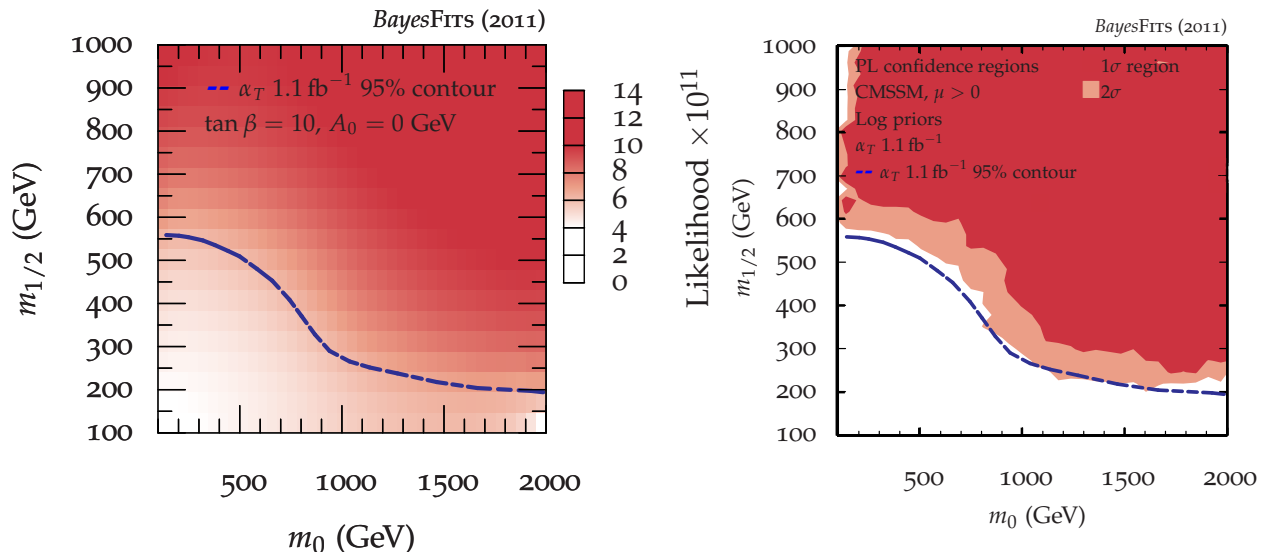 BayesFITS (2011)
1000
900
800
700
600
500
400
300
200
100
m1/2 (GeV)
αT 1.1 fb−1 95% contour
tan β = 10, A0 = 0 GeV
500
1000
1500
2000
m0 (GeV)
14
12
10
8
6
4
2
0
Likelihood ×10^11
BayesFITS (2011)
1000
900
800
700
600
500
400
300
200
100
m1/2 (GeV)
PL confidence regions
1σ region
CMSSM, μ > 0
2σ
Log priors
αT 1.1 fb−1
αT 1.1 fb−1 95% contour
500
1000
1500
2000
m0 (GeV)